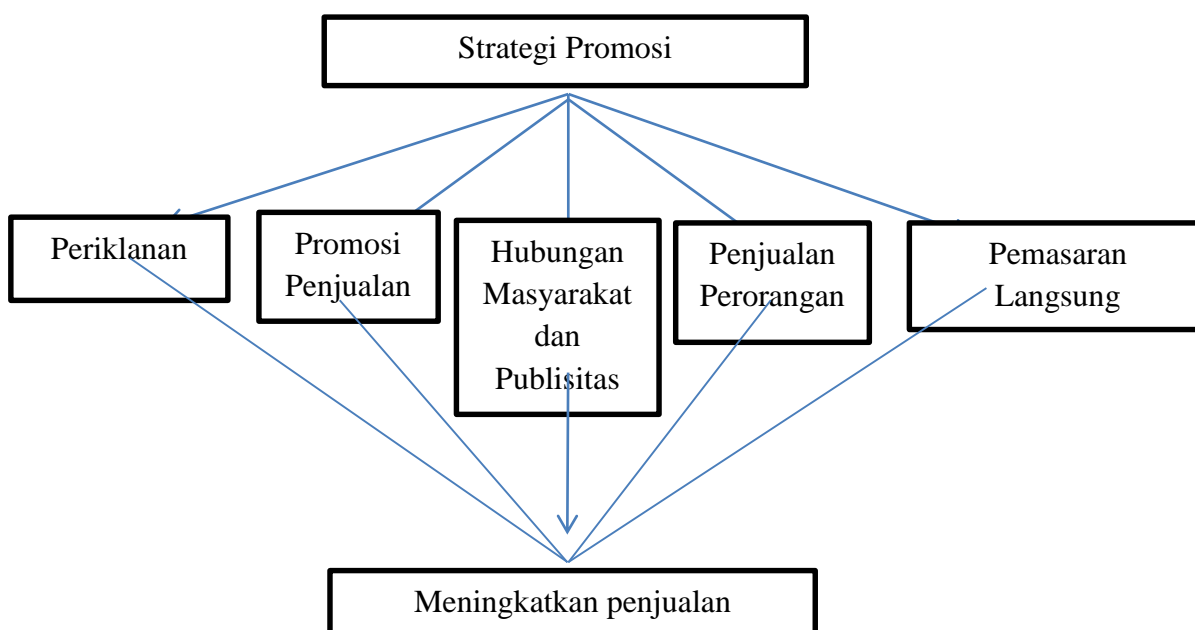 Strategi Promosi
Periklanan
Promosi
Penjualan
Hubungan
Masyarakat
dan
Publisitas
Penjualan
Perorangan
Pemasaran
Langsung
Meningkatkan penjualan